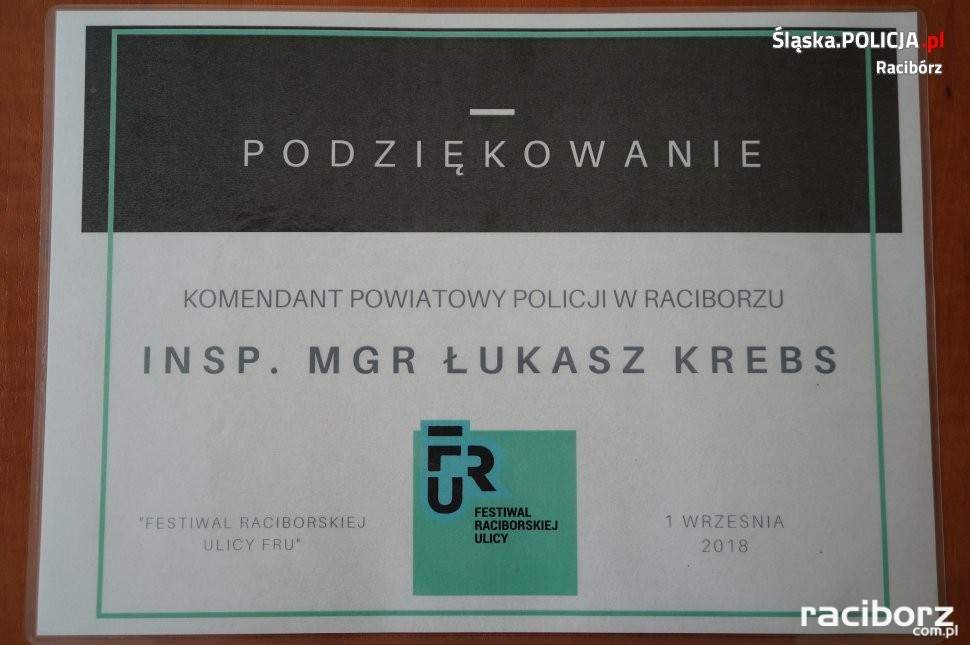 Śląska.POLICJA.pl
Racibórz
PODZIĘKOWANIE
KOMENDANT POWIATOWY POLICJI W RACIBORZU
INSP. MGR ŁUKASZ KREBS
FRU
FESTIWAL
RACIBORSKIEJ
ULICY
"FESTIWAL RACIBORSKIEJ
ULICY FRU"
1 WRZEŚNIA
2018
raciborz
com.pl